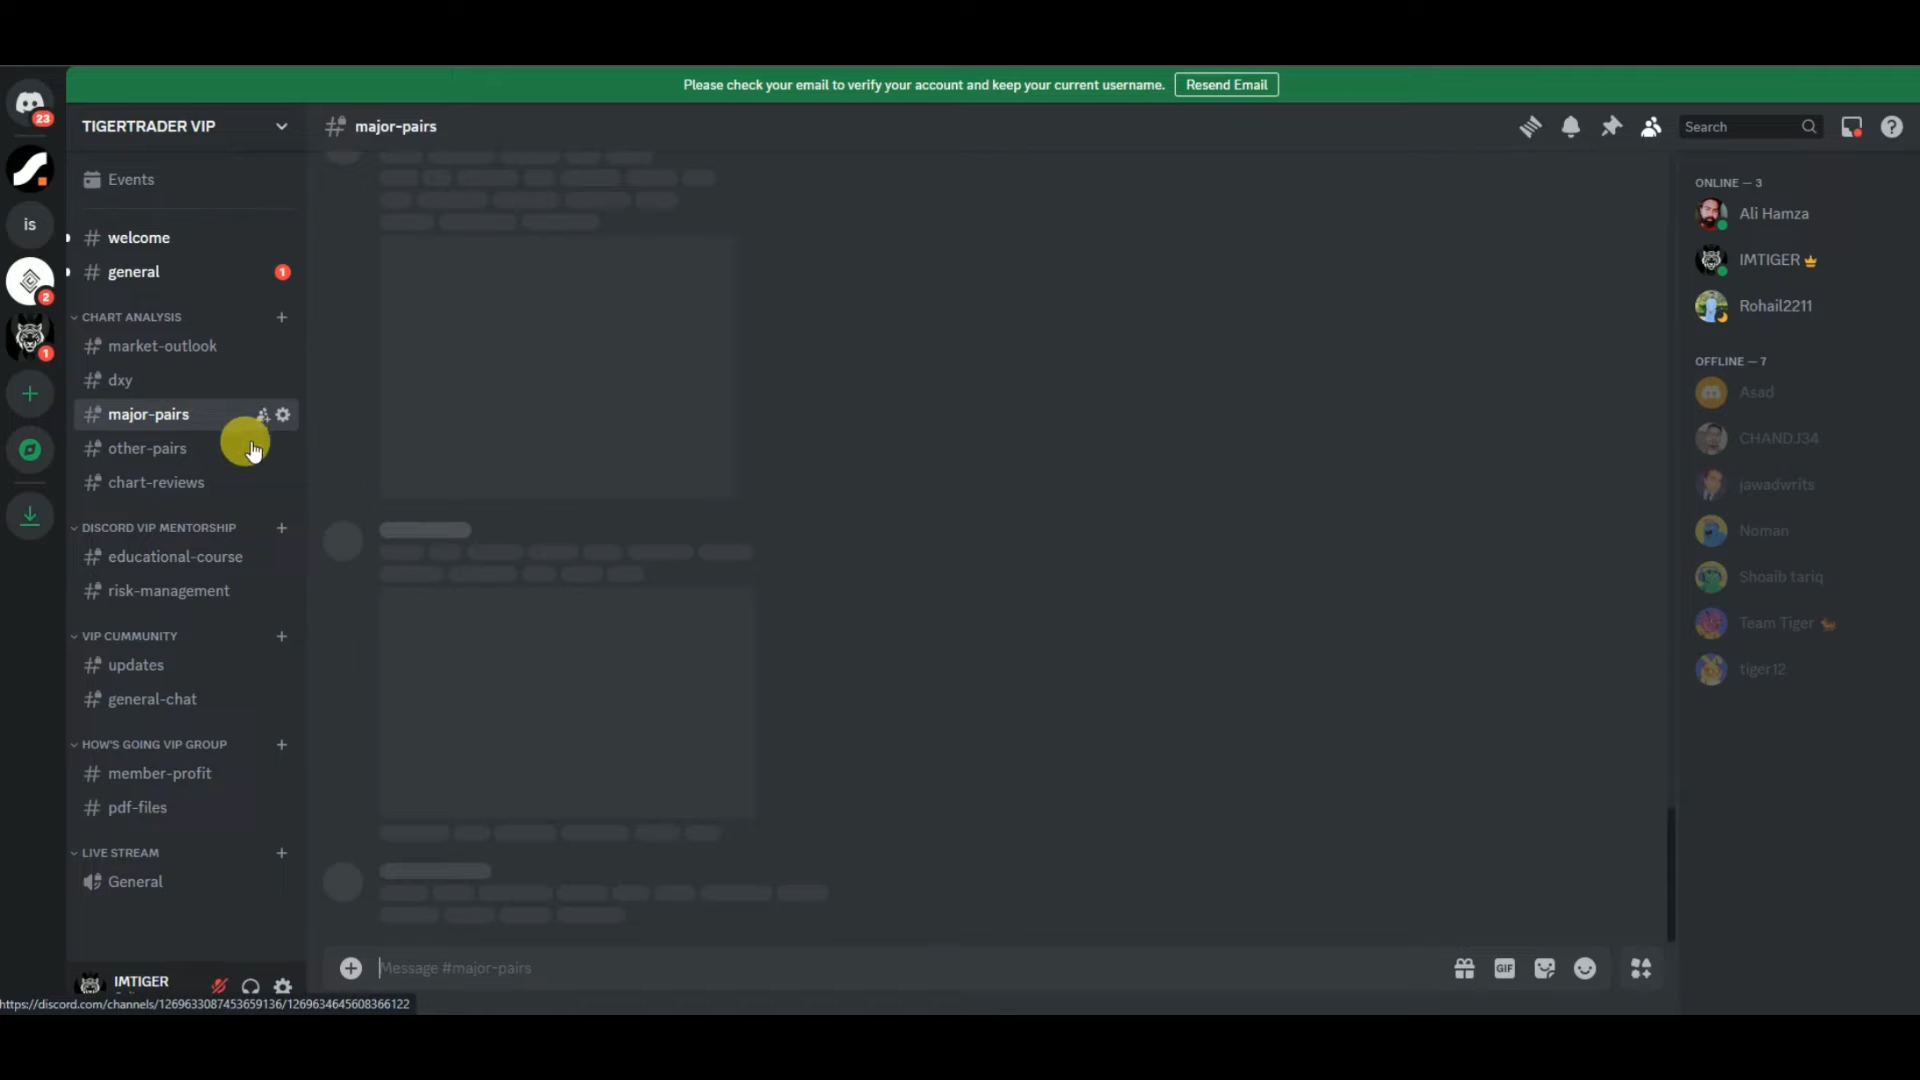 Please check your email to verify your account and keep your current username. Resend Email
23
TIGERTRADER VIP
major-pairs
Search
Events
is
welcome
general 1
2
CHART ANALYSIS
market-outlook
1
dxy
major-pairs
other-pairs
chart-reviews
DISCORD VIP MENTORSHIP
educational-course
risk-management
VIP CUMMUNITY
updates
general-chat
HOW'S GOING VIP GROUP
member-profit
pdf-files
LIVE STREAM
General
IMTIGER
https://discord.com/channels/1269633087453659136/1269634645608366122
Message #major-pairs
GIF
ONLINE — 3
Ali Hamza
IMTIGER
Rohail2211
OFFLINE — 7
Asad
CHANDJ34
jawadwrits
Noman
Shoaib tariq
Team Tiger
tiger12